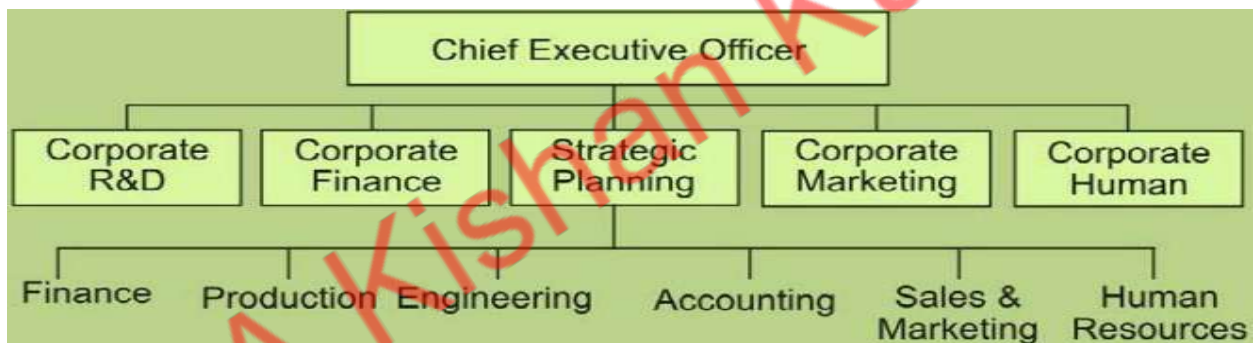 Chief Executive Officer
Corporate
R&D
Corporate
Finance
Strategic
Planning
Corporate
Marketing
Corporate
Human
Finance
Production
Engineering
Accounting
Sales &
Marketing
Human
Resources
A Kishan